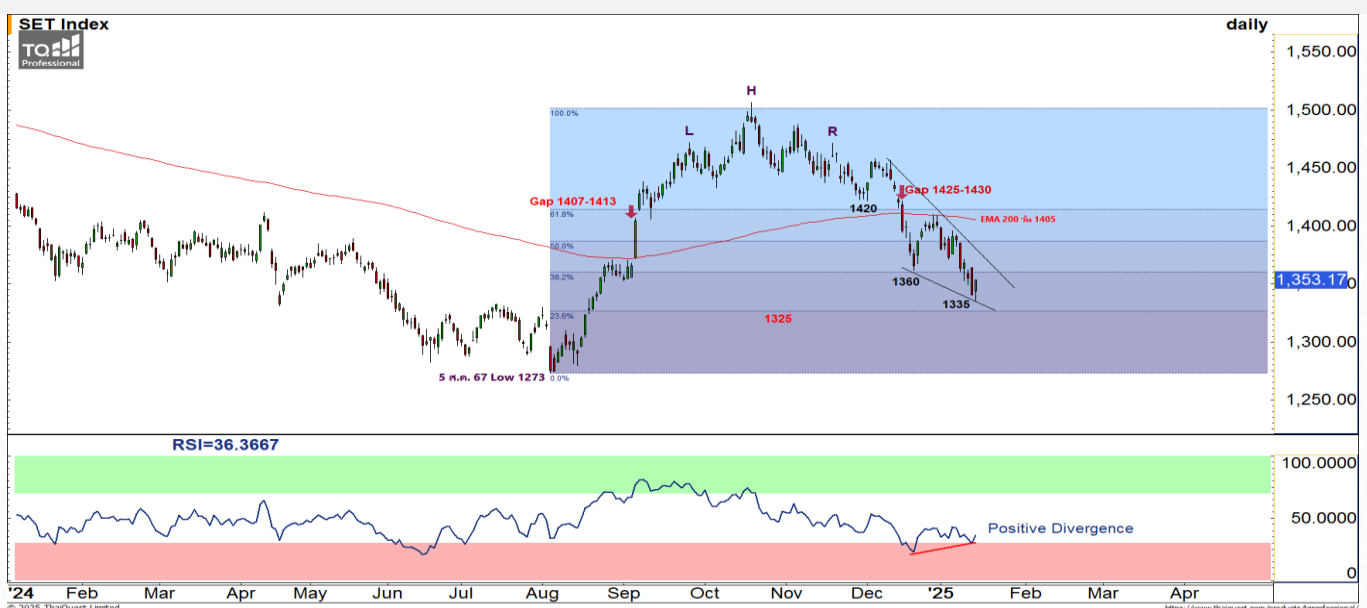 SET Index
daily
TQ
Professional
1,550.00
1,500.00
1,450.00
1,400.00
1,353.17
1,300.00
1,250.00
100.0%
61.8%
50.0%
38.2%
23.6%
0.0%
L
H
R
Gap 1407-1413
Gap 1425-1430
1420
EMA 200 วัน 1405
1360
1335
1325
5 ส.ค. 67 Low 1273
RSI=36.3667
100.0000
50.0000
0
Positive Divergence
'24 Feb Mar Apr May Jun Jul Aug Sep Oct Nov Dec '25 Feb Mar Apr
© 2025 ThaiQuest Limited